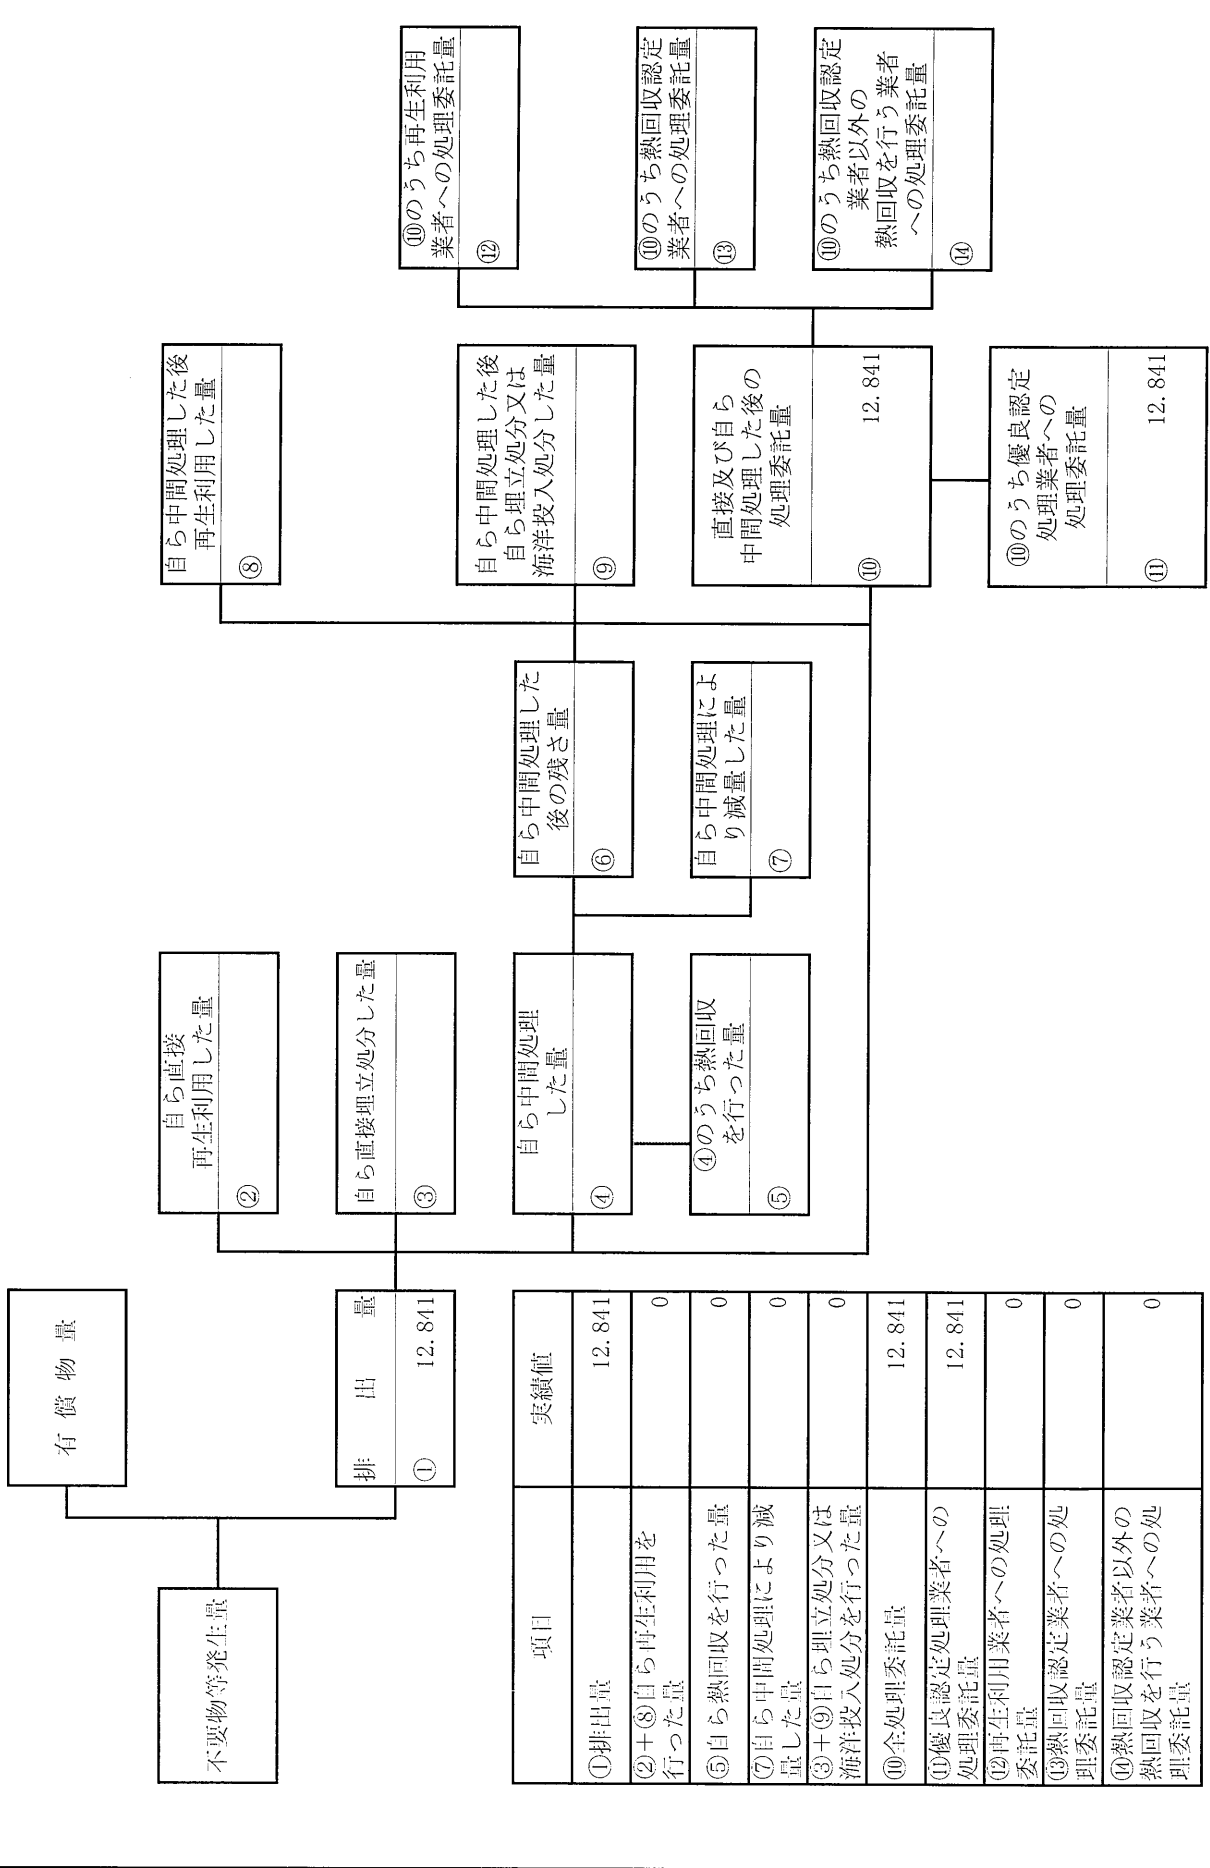 有償物量
不要物等発生量
排出量
① 12.841
自ら直接
再生利用した量
②
自ら直接埋立処分した量
③
自ら中間処理
した量
④
④のうち熱回収
を行った量
⑤
自ら中間処理した
後の残さ量
⑥
自ら中間処理によ
り減量した量
⑦
自ら中間処理した後
再生利用した量
⑧
自ら中間処理した後
自ら埋立処分又は
海洋投入処分した量
⑨
直接及び自ら
中間処理した後の
処理委託量
⑩ 12.841
⑩のうち優良認定
処理業者への
処理委託量
⑪ 12.841
⑩のうち再生利用
業者への処理委託量
⑫
⑩のうち熱回収認定
業者への処理委託量
⑬
⑩のうち熱回収認定
業者以外の
熱回収を行う業者
への処理委託量
⑭
項目 実績値
①排出量 12.841
②+⑧自ら再生利用を
行った量 0
⑤自ら熱回収を行った量 0
⑦自ら中間処理により減
量した量 0
③+⑨自ら埋立処分又は
海洋投入処分を行った量 0
⑩全処理委託量 12.841
⑪優良認定処理業者への
処理委託量 12.841
⑫再生利用業者への処理
委託量 0
⑬熱回収認定業者への処
理委託量 0
⑭熱回収認定業者以外の
熱回収を行う業者への処
理委託量 0